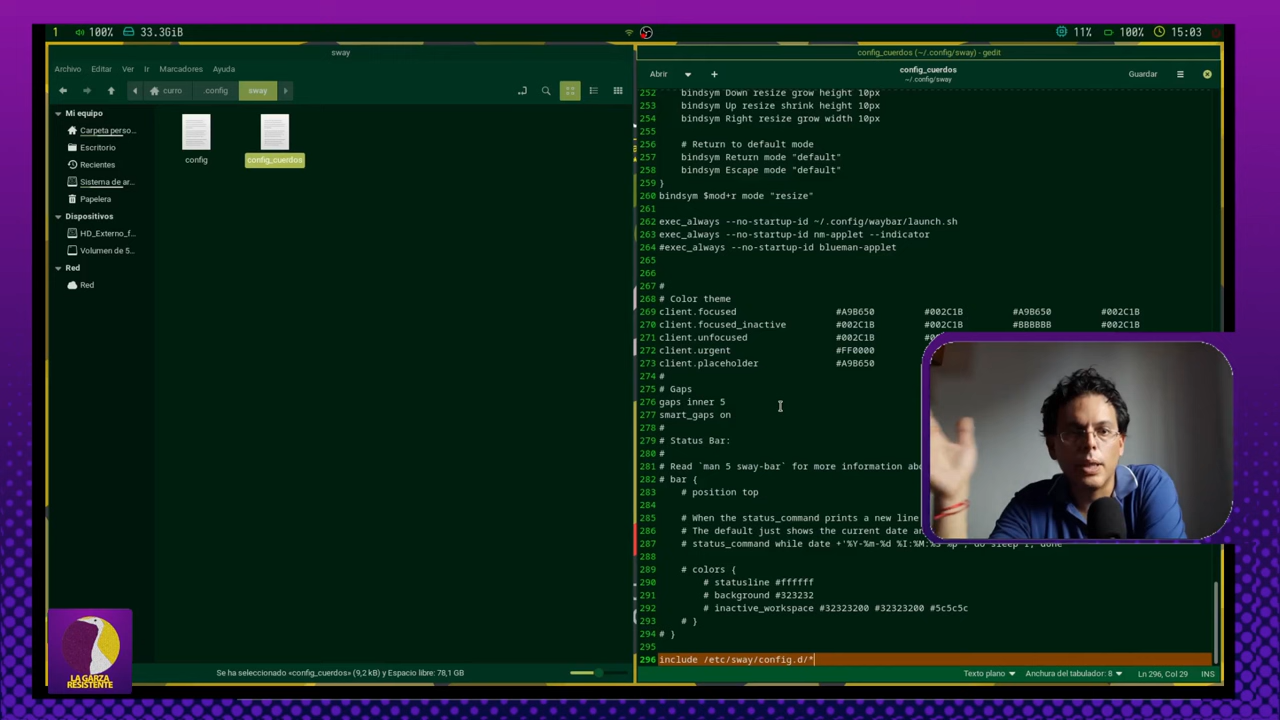 1 100% 33.3GiB
11% 100% 15:03
sway
Archivo Editar Ver Ir Marcadores Ayuda
curro .config sway
Mi equipo
Carpeta perso...
Escritorio
Recientes
Sistema de ar...
Papelera
Dispositivos
HD_Externo_f...
Volumen de 5...
Red
Red
config
config_cuerdos
Se ha seleccionado «config_cuerdos» (9,2 kB) y Espacio libre: 78,1 GB
LA GARZA
RESISTENTE
config_cuerdos (~/.config/sway) - gedit
Abrir
config_cuerdos
~/.config/sway
Guardar
252 bindsym Down resize grow height 10px
253 bindsym Up resize shrink height 10px
254 bindsym Right resize grow width 10px
255
256 # Return to default mode
257 bindsym Return mode "default"
258 bindsym Escape mode "default"
259 }
260 bindsym $mod+r mode "resize"
261
262 exec_always --no-startup-id ~/.config/waybar/launch.sh
263 exec_always --no-startup-id nm-applet --indicator
264 #exec_always --no-startup-id blueman-applet
265
266
267 #
268 # Color theme
269 client.focused #A9B650 #002C1B #A9B650 #002C1B
270 client.focused_inactive #002C1B #002C1B #BBBBBB #002C1B
271 client.unfocused #002C1B
272 client.urgent #FF0000
273 client.placeholder #A9B650
274 #
275 # Gaps
276 gaps inner 5
277 smart_gaps on
278 #
279 # Status Bar:
280 #
281 # Read `man 5 sway-bar` for more information
282 # bar {
283 # position top
284
285 # When the status_command prints a new line
286 # The default just shows the current date
287 # status_command while date +'%Y-%m-%d
288
289 # colors {
290 # statusline #ffffff
291 # background #323232
292 # inactive_workspace #32323200 #32323200 #5c5c5c
293 # }
294 # }
295
296 include /etc/sway/config.d/*
Texto plano Anchura del tabulador: 8 Ln 296, Col 29 INS